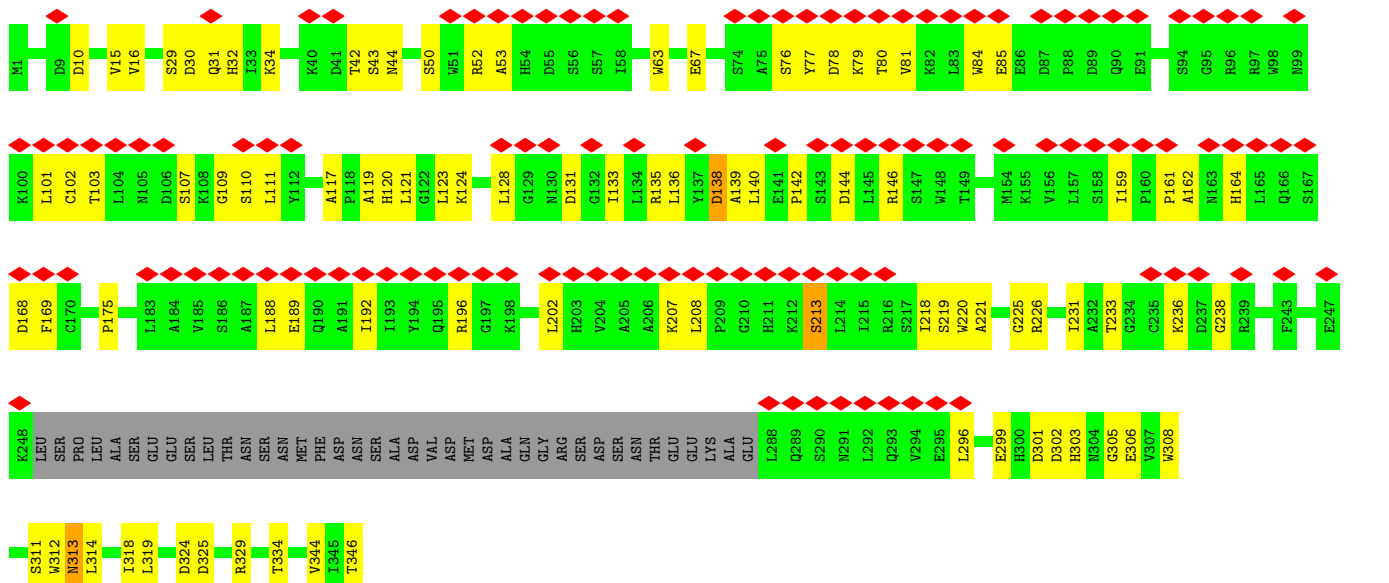 M1 D9 D10 V15 V16 S29 D30 Q31 H32 I33 K34 K40 D41 T42 S43 N44 S50 W51 R52 A53 H54 D55 S56 S57 I58 W63 E67 S74 A75 S76 Y77 D78 K79 T80 V81 K82 L83 W84 E85 E86 D87 P88 D89 Q90 E91 S94 G95 R96 R97 W98 N99
K100 L101 C102 T103 L104 N105 D106 S107 K108 G109 S110 L111 Y112 A117 P118 A119 H120 L121 G122 L123 K124 L128 G129 N130 D131 G132 I133 L134 R135 L136 Y137 D138 A139 L140 E141 P142 S143 D144 L145 R146 S147 W148 T149 M154 K155 V156 L157 S158 I159 P160 P161 A162 N163 H164 L165 Q166 S167
D168 F169 C170 P175 L183 A184 V185 S186 A187 L188 E189 Q190 A191 I192 I193 Y194 Q195 R196 G197 K198 L202 H203 V204 A205 A206 K207 L208 P209 G210 H211 K212 S213 L214 I215 R216 S217 I218 S219 W220 A221 G225 R226 I231 A232 T233 G234 C235 K236 D237 G238 R239 F243 E247
K248 LEU SER PRO LEU ALA SER GLU GLU SER LEU THR ASN SER ASN MET PHE ASP ASN SER ALA ASP VAL ASP MET ASP ALA GLN GLY ARG SER ASP SER ASN THR GLU GLU LYS ALA GLU L288 Q289 S290 N291 L292 Q293 V294 E295 L296 E299 H300 D301 D302 H303 N304 G305 E306 V307 W308
S311 W312 N313 L314 I318 L319 D324 D325 R329 T334 V344 I345 T346